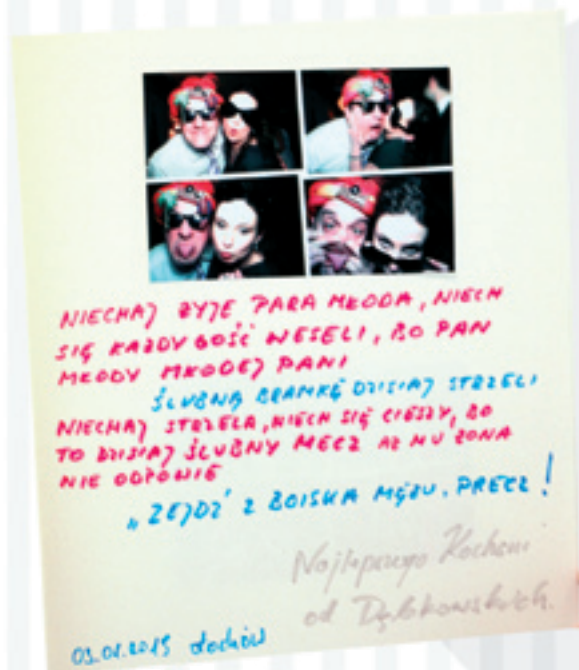 NIECHAJ ŻYJE PARA MŁODA, NIECH
SIĘ KAŻDY GOŚĆ WESELI, BO PAN
MŁODY MŁODEJ PANI
ŚLUBNĄ BRAMKĘ DZISIAJ STRZELI
NIECHAJ STRZELA, NIECH SIĘ CIESZY, BO
TO DZISIAJ ŚLUBNY MECZ AŻ MU ŻONA
NIE ODPOWIE
„ZEJDŹ" Z BOISKA MĘŻU. PRECZ!
Najlepszego Kochani
od Dąbkowskich.
03.01.2015 Łochów